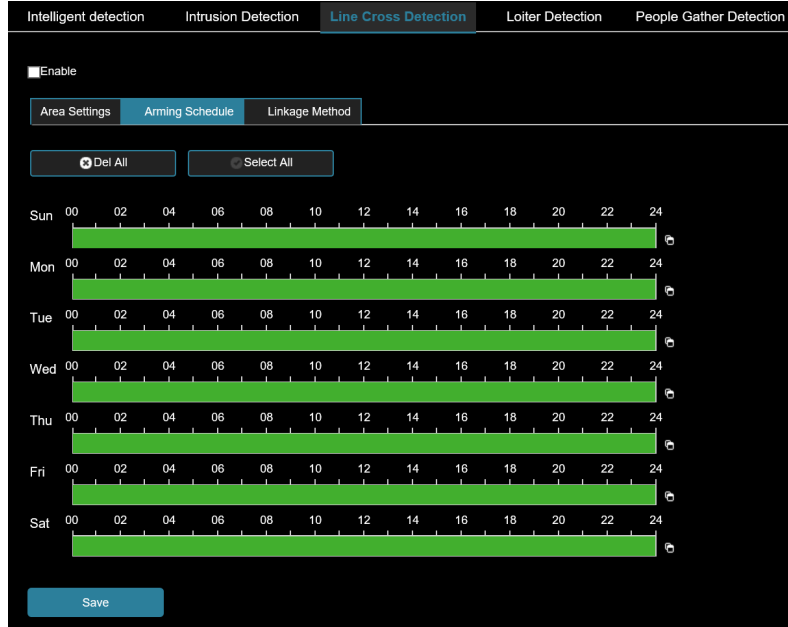 Intelligent detection Intrusion Detection Line Cross Detection Loiter Detection People Gather Detection
Enable
Area Settings Arming Schedule Linkage Method
Del All Select All
00 02 04 06 08 10 12 14 16 18 20 22 24
Sun
00 02 04 06 08 10 12 14 16 18 20 22 24
Mon
00 02 04 06 08 10 12 14 16 18 20 22 24
Tue
00 02 04 06 08 10 12 14 16 18 20 22 24
Wed
00 02 04 06 08 10 12 14 16 18 20 22 24
Thu
00 02 04 06 08 10 12 14 16 18 20 22 24
Fri
00 02 04 06 08 10 12 14 16 18 20 22 24
Sat
Save